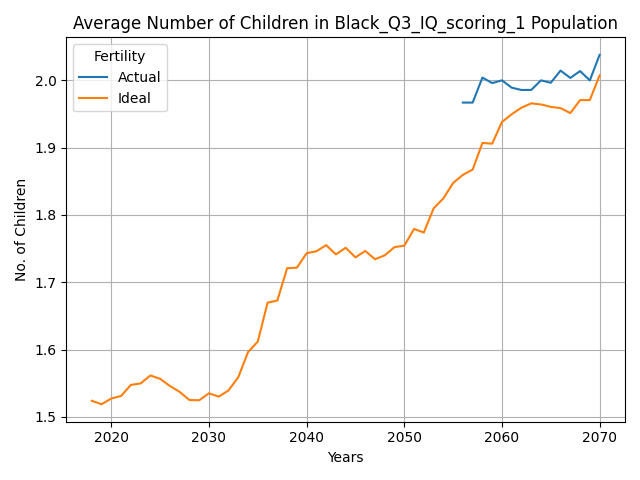 Average Number of Children in Black_Q3_IQ_scoring_1 Population
Fertility
Actual
Ideal
No. of Children
2.0
1.9
1.8
1.7
1.6
1.5
2020 2030 2040 2050 2060 2070
Years